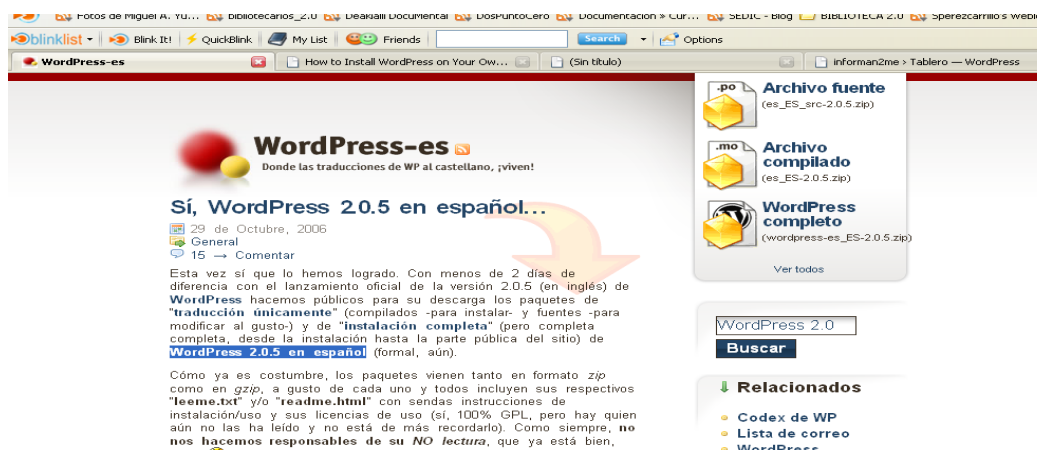 Fotos de Miguel A. Yu... bibliotecarios_2.0 Deakialli DocuMental DosPuntoCero Documentación » Cur... SEDIC - Blog BIBLIOTECA 2.0 Sperezcarrillo's
blinklist Blink It! QuickBlink My List Friends Search Options
WordPress-es How to Install WordPress on Your Ow... (Sin título) informan2me › Tablero — WordPress
WordPress-es
Donde las traducciones de WP al castellano, ¡viven!
Sí, WordPress 2.0.5 en español...
29 de Octubre, 2006
General
15 → Comentar
Esta vez sí que lo hemos logrado. Con menos de 2 días de
diferencia con el lanzamiento oficial de la versión 2.0.5 (en inglés) de
WordPress hacemos públicos para su descarga los paquetes de
"traducción únicamente" (compilados -para instalar- y fuentes -para
modificar al gusto-) y de "instalación completa" (pero completa
completa, desde la instalación hasta la parte pública del sitio) de
WordPress 2.0.5 en español (formal, aún).
Cómo ya es costumbre, los paquetes vienen tanto en formato zip
como en gzip, a gusto de cada uno y todos incluyen sus respectivos
"leeme.txt" y/o "readme.html" con sendas instrucciones de
instalación/uso y sus licencias de uso (sí, 100% GPL, pero hay quien
aún no las ha leído y no está de más recordarlo). Como siempre, no
nos hacemos responsables de su NO lectura, que ya está bien,
.po Archivo fuente
(es_ES_src-2.0.5.zip)
.mo Archivo
compilado
(es_ES-2.0.5.zip)
WordPress
completo
(wordpress-es_ES-2.0.5.zip)
Ver todos
WordPress 2.0
Buscar
Relacionados
Codex de WP
Lista de correo
WordPress